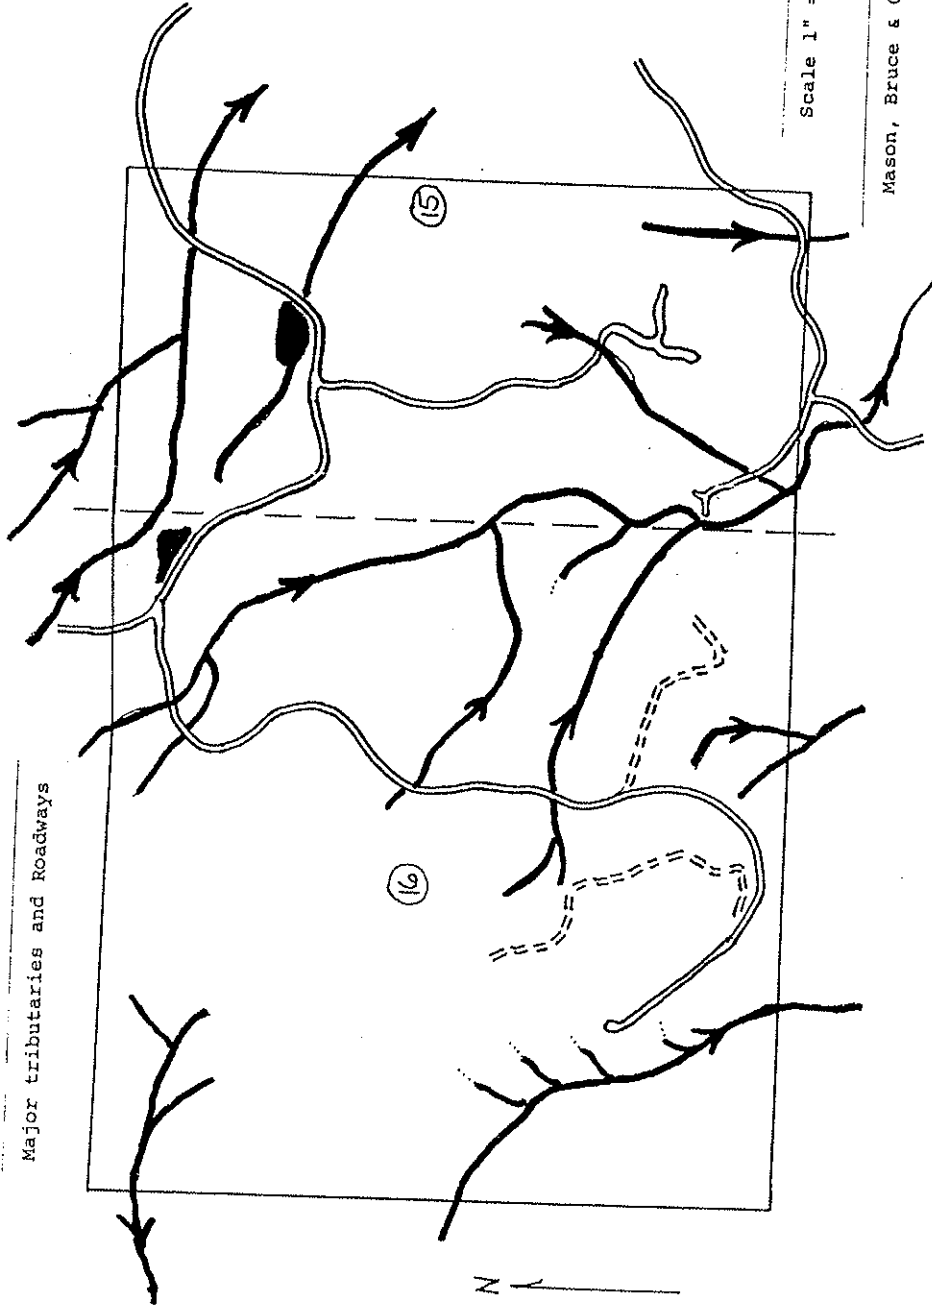 Major tributaries and Roadways
15
16
N
Scale 1" =
Mason, Bruce &